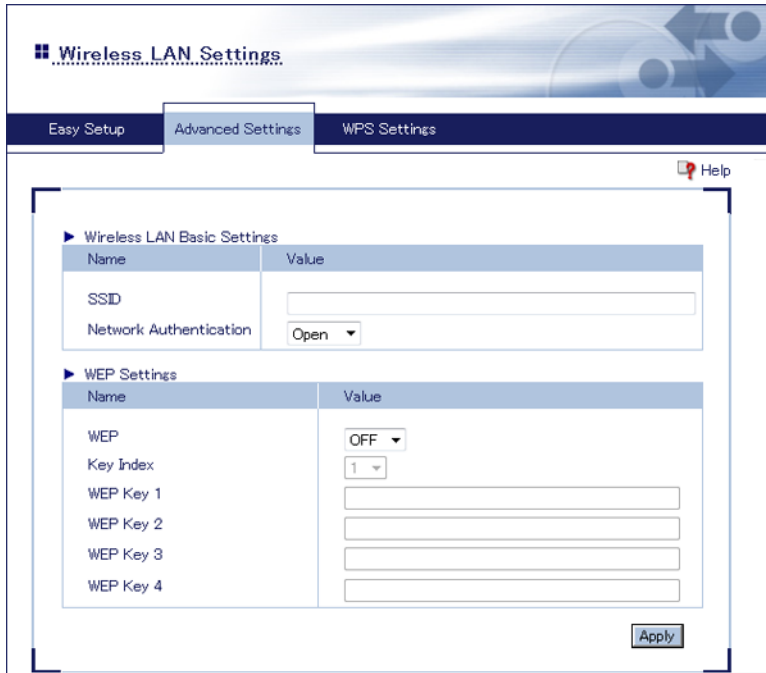 Wireless LAN Settings
Easy Setup Advanced Settings WPS Settings
Help
Wireless LAN Basic Settings
Name Value
SSID
Network Authentication Open
WEP Settings
Name Value
WEP OFF
Key Index 1
WEP Key 1
WEP Key 2
WEP Key 3
WEP Key 4
Apply